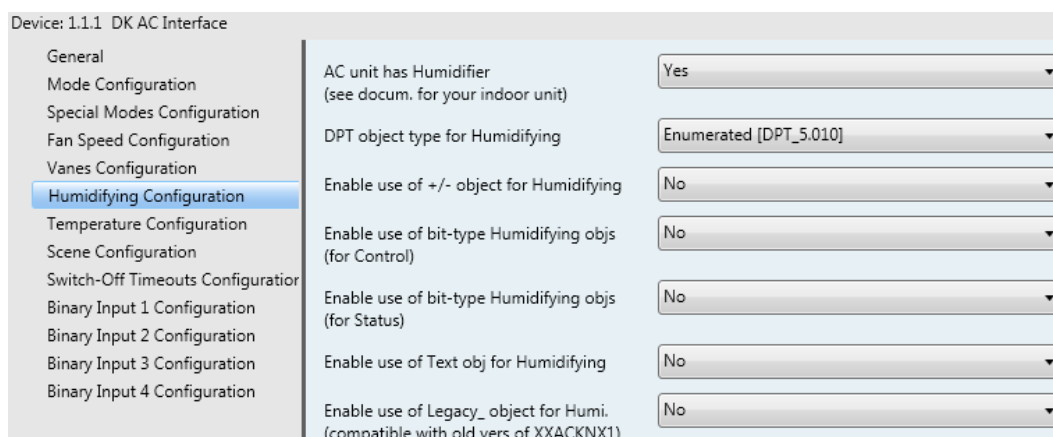 Device: 1.1.1 DK AC Interface
General
Mode Configuration
Special Modes Configuration
Fan Speed Configuration
Vanes Configuration
Humidifying Configuration
Temperature Configuration
Scene Configuration
Switch-Off Timeouts Configuration
Binary Input 1 Configuration
Binary Input 2 Configuration
Binary Input 3 Configuration
Binary Input 4 Configuration
AC unit has Humidifier
(see docum. for your indoor unit)
Yes
DPT object type for Humidifying
Enumerated [DPT_5.010]
Enable use of +/- object for Humidifying
No
Enable use of bit-type Humidifying objs
(for Control)
No
Enable use of bit-type Humidifying objs
(for Status)
No
Enable use of Text obj for Humidifying
No
Enable use of Legacy_ object for Humi.
(compatible with old vers of XXACKNX1)
No